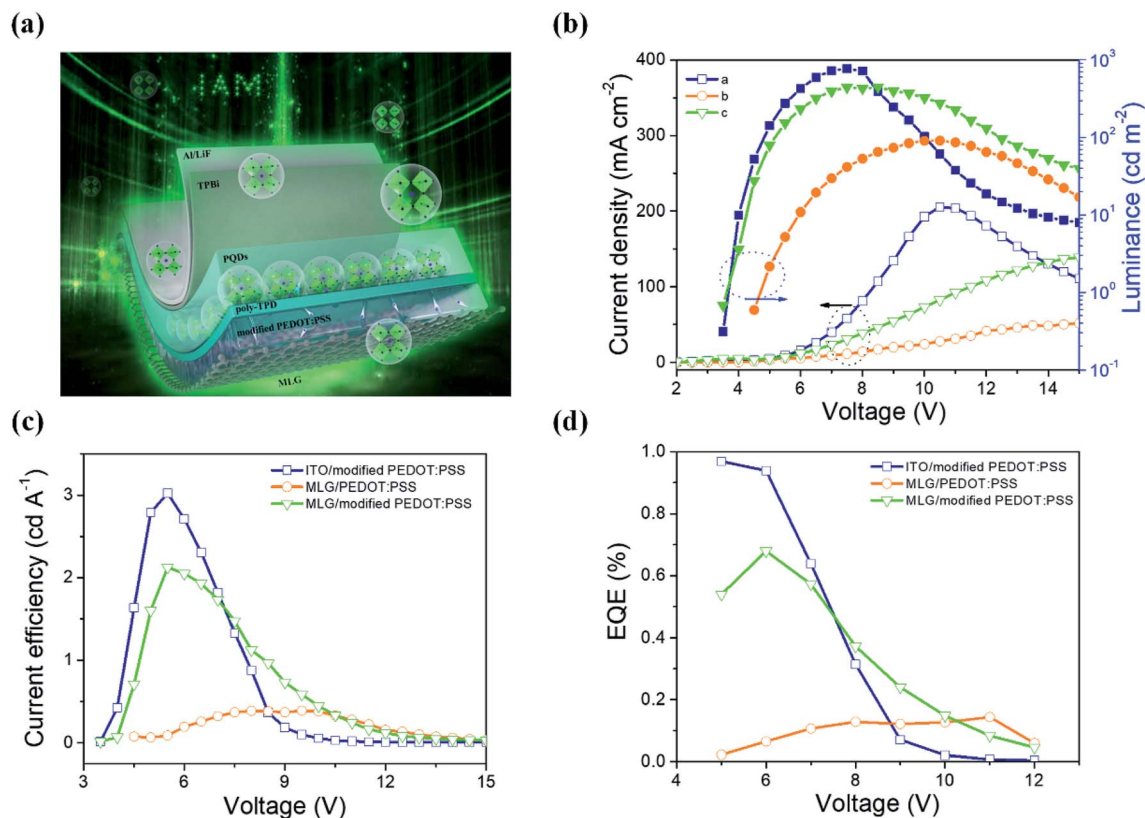 (a)
IAM
Al/LiF
TPBi
PQDs
poly-TPD
modified PEDOT:PSS
MLG
(b)
a
b
c
400
350
300
250
200
150
100
50
0
Current density (mA cm⁻²)
10³
10²
10¹
10⁰
10⁻¹
Luminance (cd m⁻²)
2 4 6 8 10 12 14
Voltage (V)
(c)
ITO/modified PEDOT:PSS
MLG/PEDOT:PSS
MLG/modified PEDOT:PSS
3
2
1
0
Current efficiency (cd A⁻¹)
3 6 9 12 15
Voltage (V)
(d)
ITO/modified PEDOT:PSS
MLG/PEDOT:PSS
MLG/modified PEDOT:PSS
1.0
0.8
0.6
0.4
0.2
0.0
EQE (%)
4 6 8 10 12
Voltage (V)